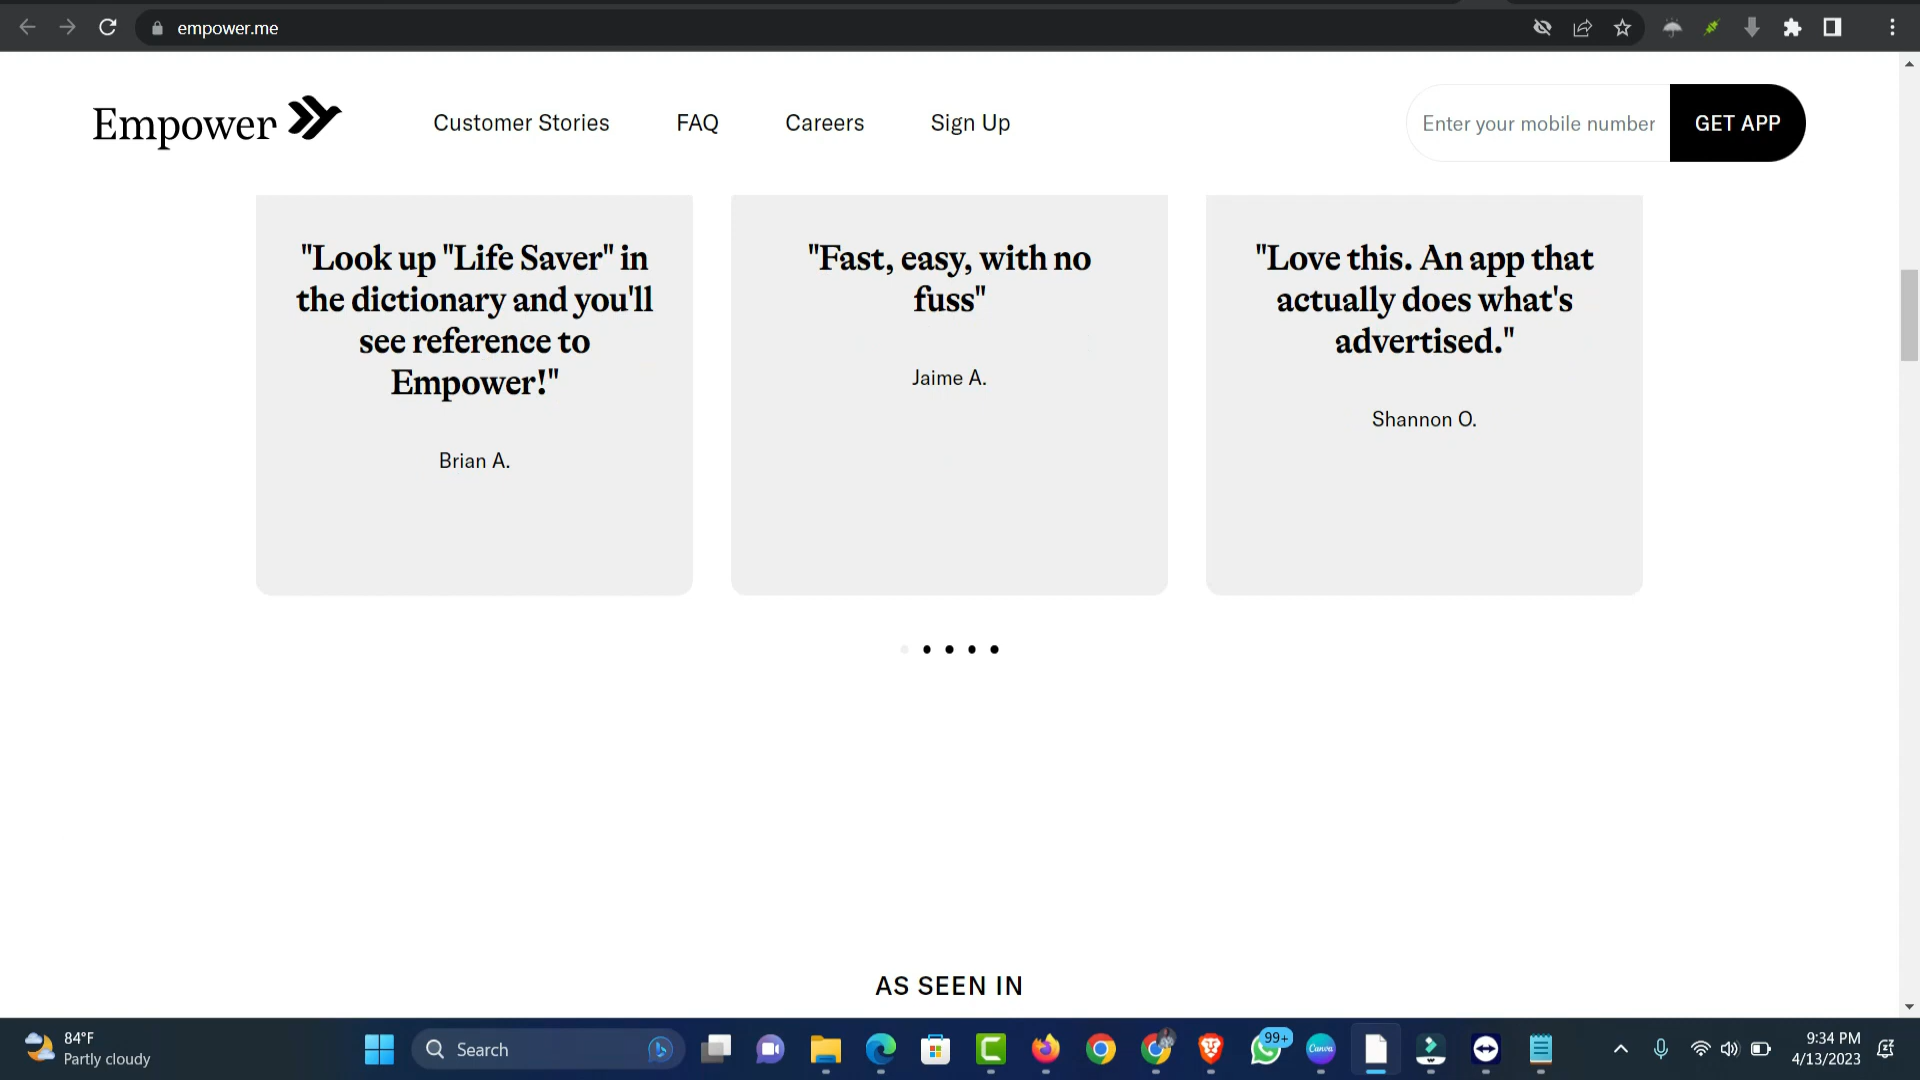 empower.me
Empower
Customer Stories
FAQ
Careers
Sign Up
Enter your mobile number
GET APP
"Look up "Life Saver" in
the dictionary and you'll
see reference to
Empower!"
Brian A.
"Fast, easy, with no
fuss"
Jaime A.
"Love this. An app that
actually does what's
advertised."
Shannon O.
AS SEEN IN
84°F
Partly cloudy
Search
99+
Canva
9:34 PM
4/13/2023